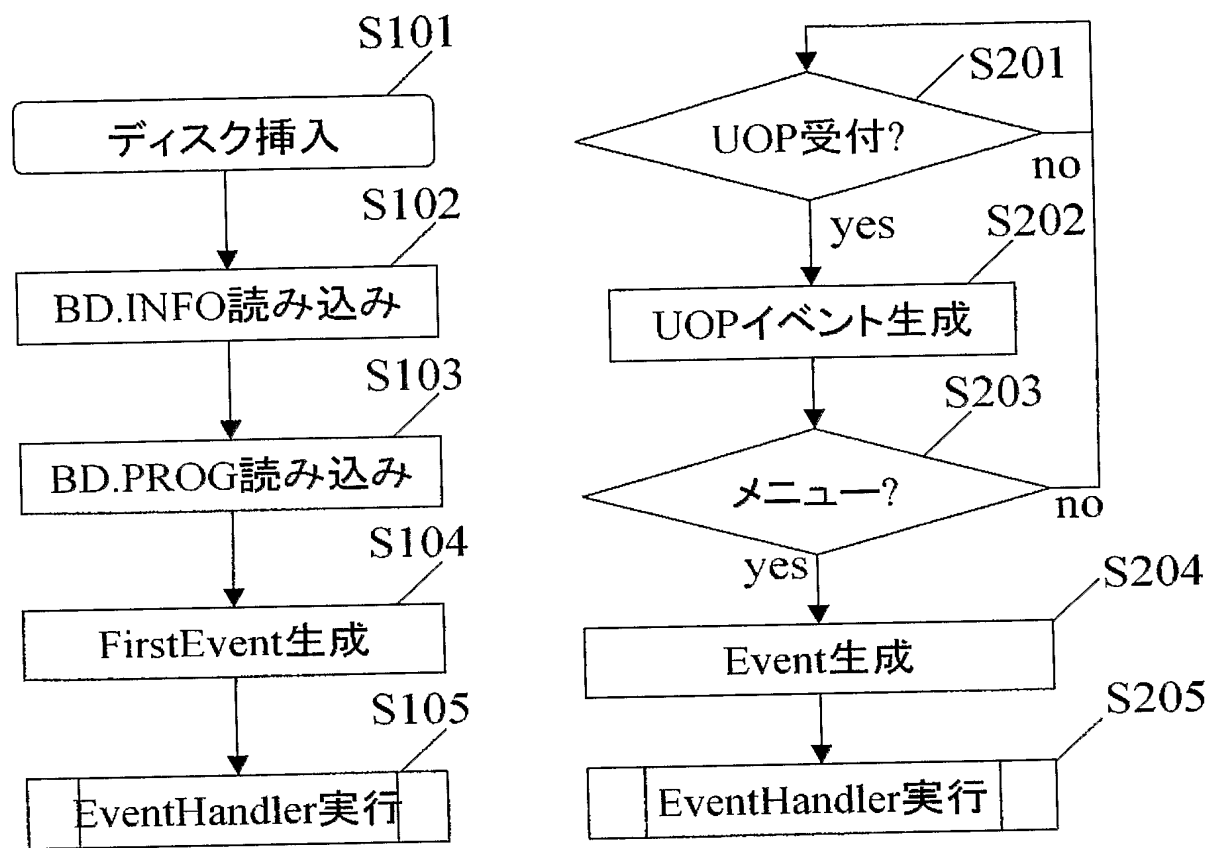 S101
ディスク挿入
S102
BD.INFO読み込み
S103
BD.PROG読み込み
S104
FirstEvent生成
S105
EventHandler実行
S201
UOP受付?
no
yes
S202
UOPイベント生成
S203
メニュー?
no
yes
S204
Event生成
S205
EventHandler実行